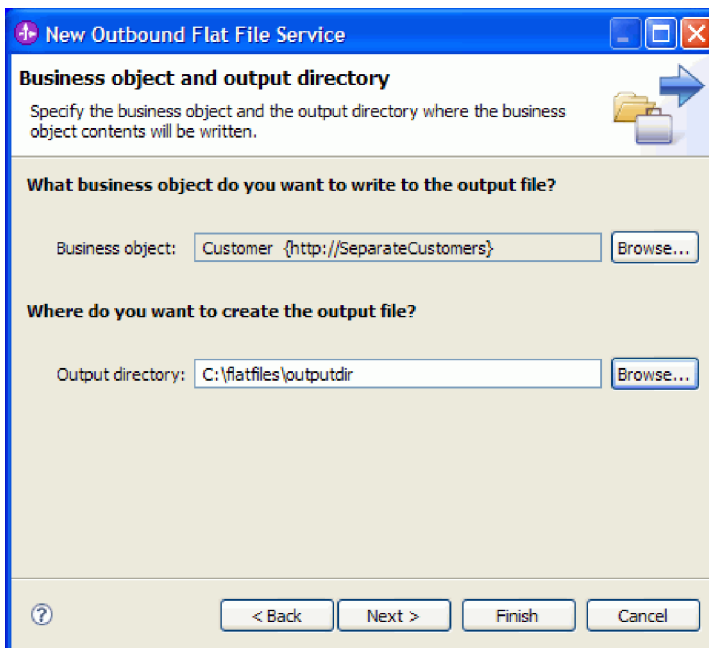 New Outbound Flat File Service
Business object and output directory
Specify the business object and the output directory where the business
object contents will be written.
What business object do you want to write to the output file?
Business object: Customer {http://SeparateCustomers} Browse...
Where do you want to create the output file?
Output directory: C:\flatfiles\outputdir Browse...
? < Back Next > Finish Cancel